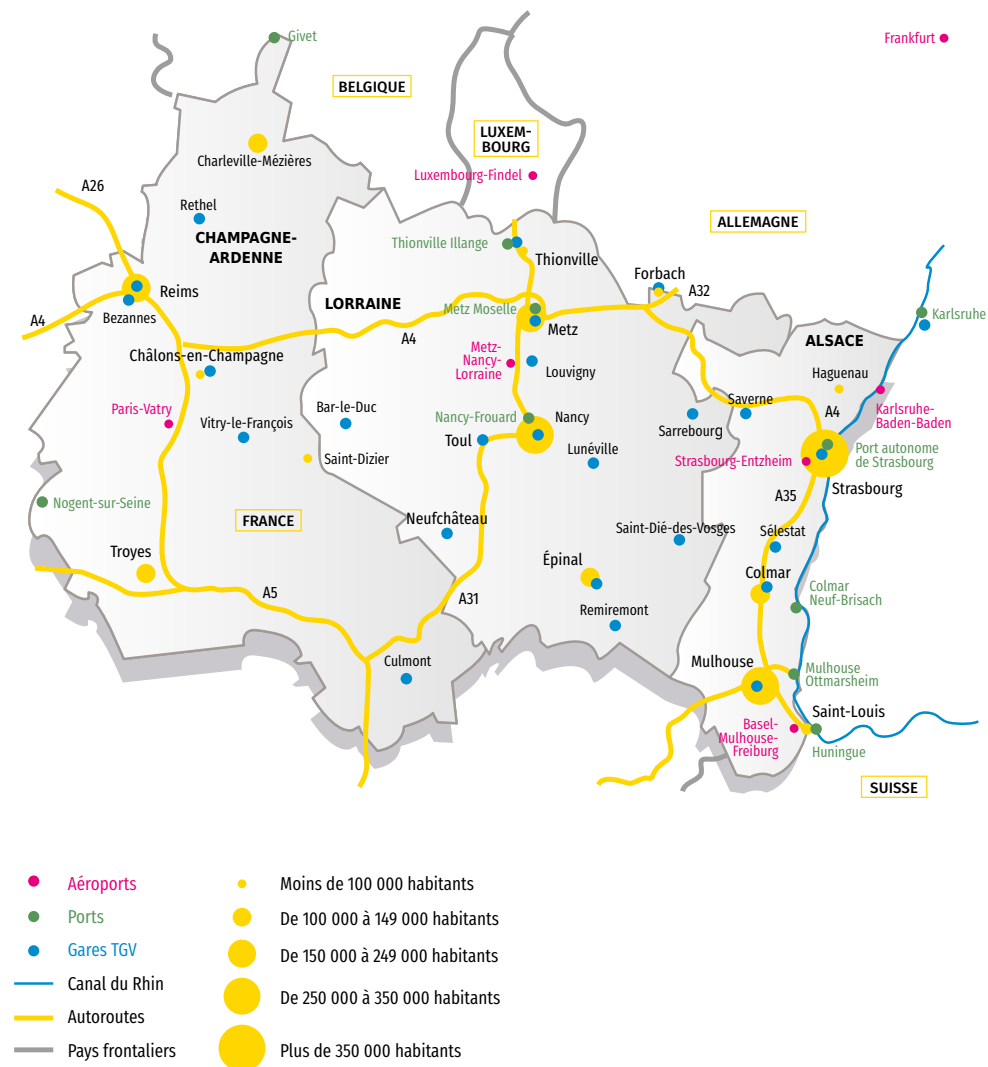 Givet
Frankfurt
BELGIQUE
LUXEM-
BOURG
Charleville-Mézières
Luxembourg-Findel
A26
Rethel
ALLEMAGNE
CHAMPAGNE-
ARDENNE
Thionville Illange
Thionville
Forbach
A32
Reims
LORRAINE
Bezannes
Metz Moselle
Karlsruhe
A4
A4
Metz
ALSACE
Châlons-en-Champagne
Metz-
Nancy-
Lorraine
Louvigny
Haguenau
Paris-Vatry
Bar-le-Duc
Saverne
A4
Karlsruhe-
Baden-Baden
Vitry-le-François
Nancy-Frouard
Nancy
Sarrebourg
Toul
Lunéville
Saint-Dizier
Strasbourg-Entzheim
Port autonome
de Strasbourg
Strasbourg
Nogent-sur-Seine
A35
FRANCE
Neufchâteau
Saint-Dié-des-Vosges
Sélestat
Troyes
Épinal
Colmar
A5
A31
Colmar
Neuf-Brisach
Remiremont
Culmont
Mulhouse
Mulhouse
Ottmarsheim
Saint-Louis
Basel-
Mulhouse-
Freiburg
Huningue
SUISSE
Aéroports
Ports
Gares TGV
Canal du Rhin
Autoroutes
Pays frontaliers
Moins de 100 000 habitants
De 100 000 à 149 000 habitants
De 150 000 à 249 000 habitants
De 250 000 à 350 000 habitants
Plus de 350 000 habitants